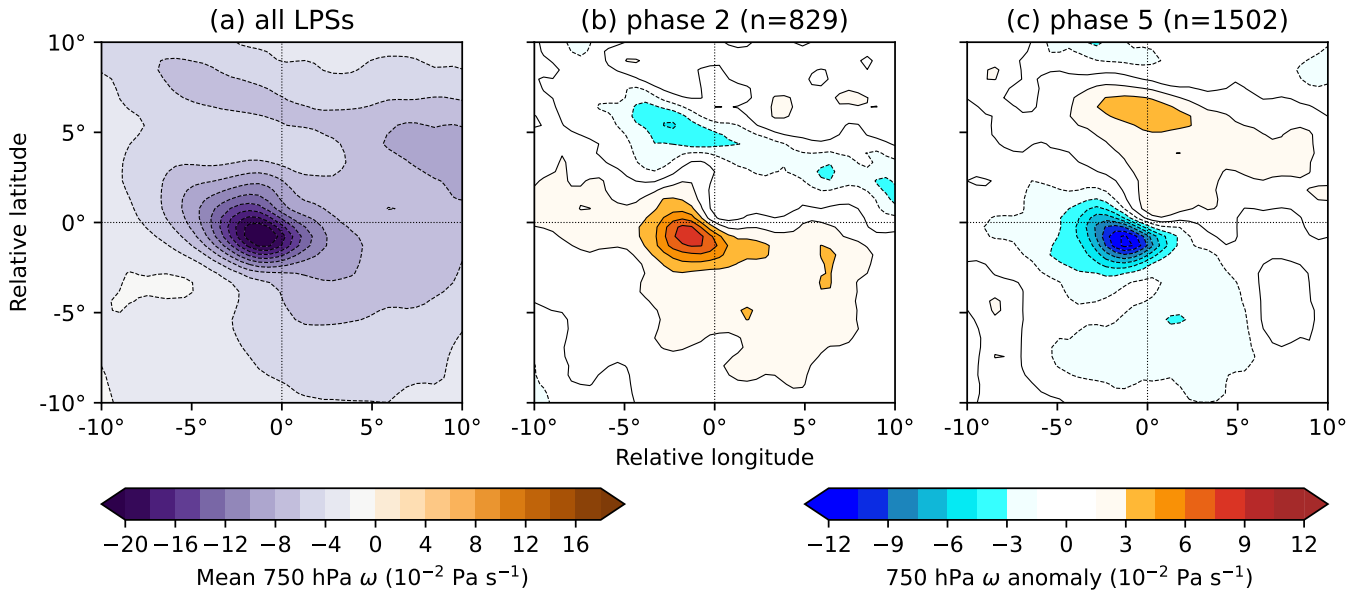 (a) all LPSs
(b) phase 2 (n=829)
(c) phase 5 (n=1502)
Relative latitude
10°
5°
0°
-5°
-10°
-10° -5° 0° 5° 10°
-10° -5° 0° 5° 10°
-10° -5° 0° 5° 10°
Relative longitude
−20 −16 −12 −8 −4 0 4 8 12 16
Mean 750 hPa ω (10⁻² Pa s⁻¹)
−12 −9 −6 −3 0 3 6 9 12
750 hPa ω anomaly (10⁻² Pa s⁻¹)